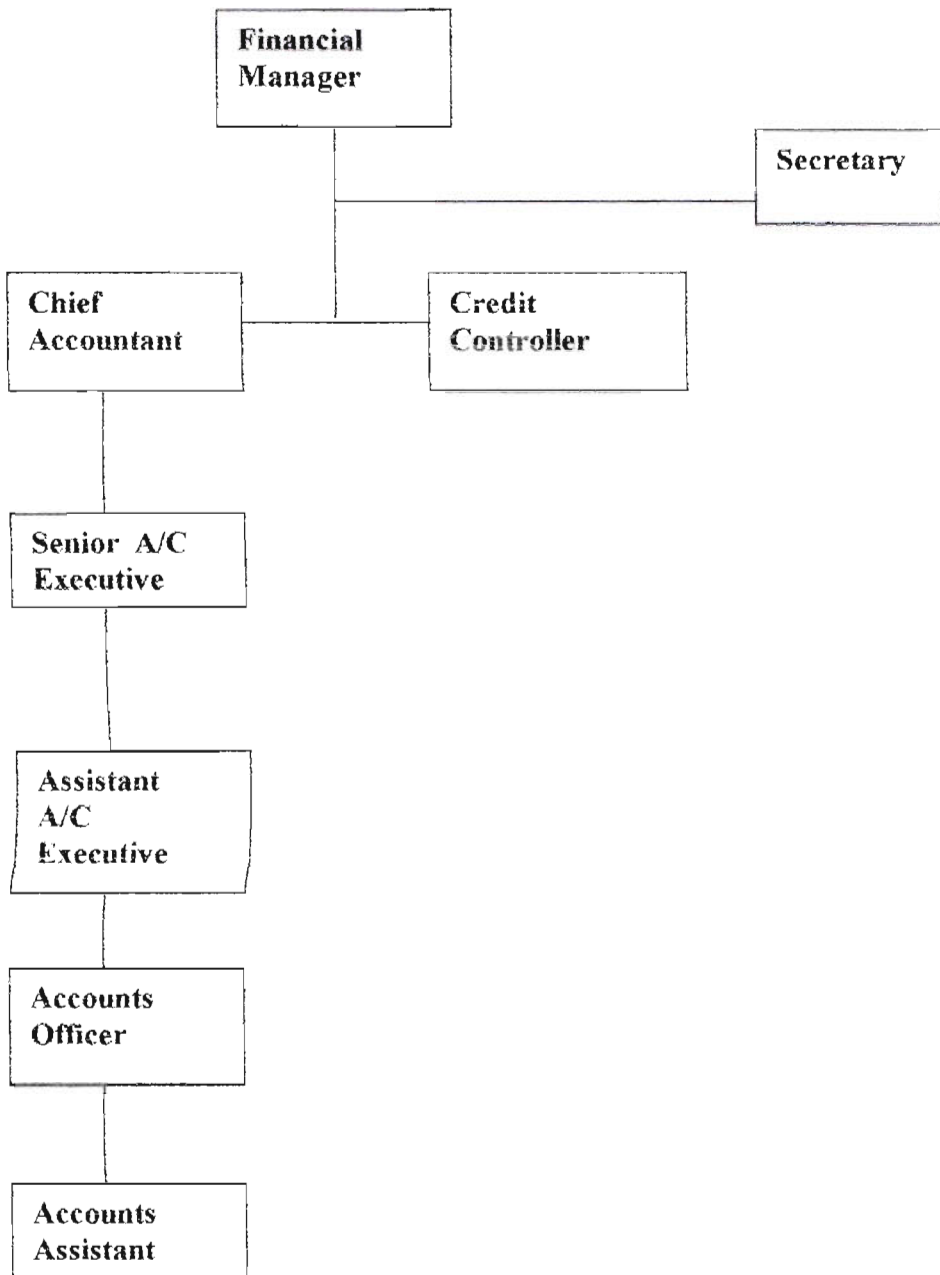 Financial
Manager
Secretary
Chief
Accountant
Credit
Controller
Senior A/C
Executive
Assistant
A/C
Executive
Accounts
Officer
Accounts
Assistant